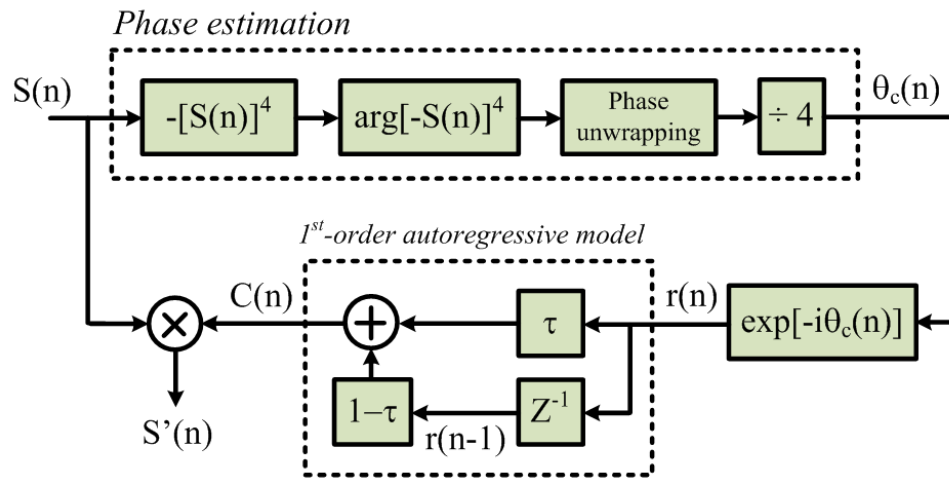 Phase estimation
S(n)
-[S(n)]⁴
arg[-S(n)]⁴
Phase
unwrapping
÷ 4
θc(n)
1st-order autoregressive model
C(n)
+
τ
r(n)
exp[-iθc(n)]
×
1−τ
Z⁻¹
r(n-1)
S’(n)